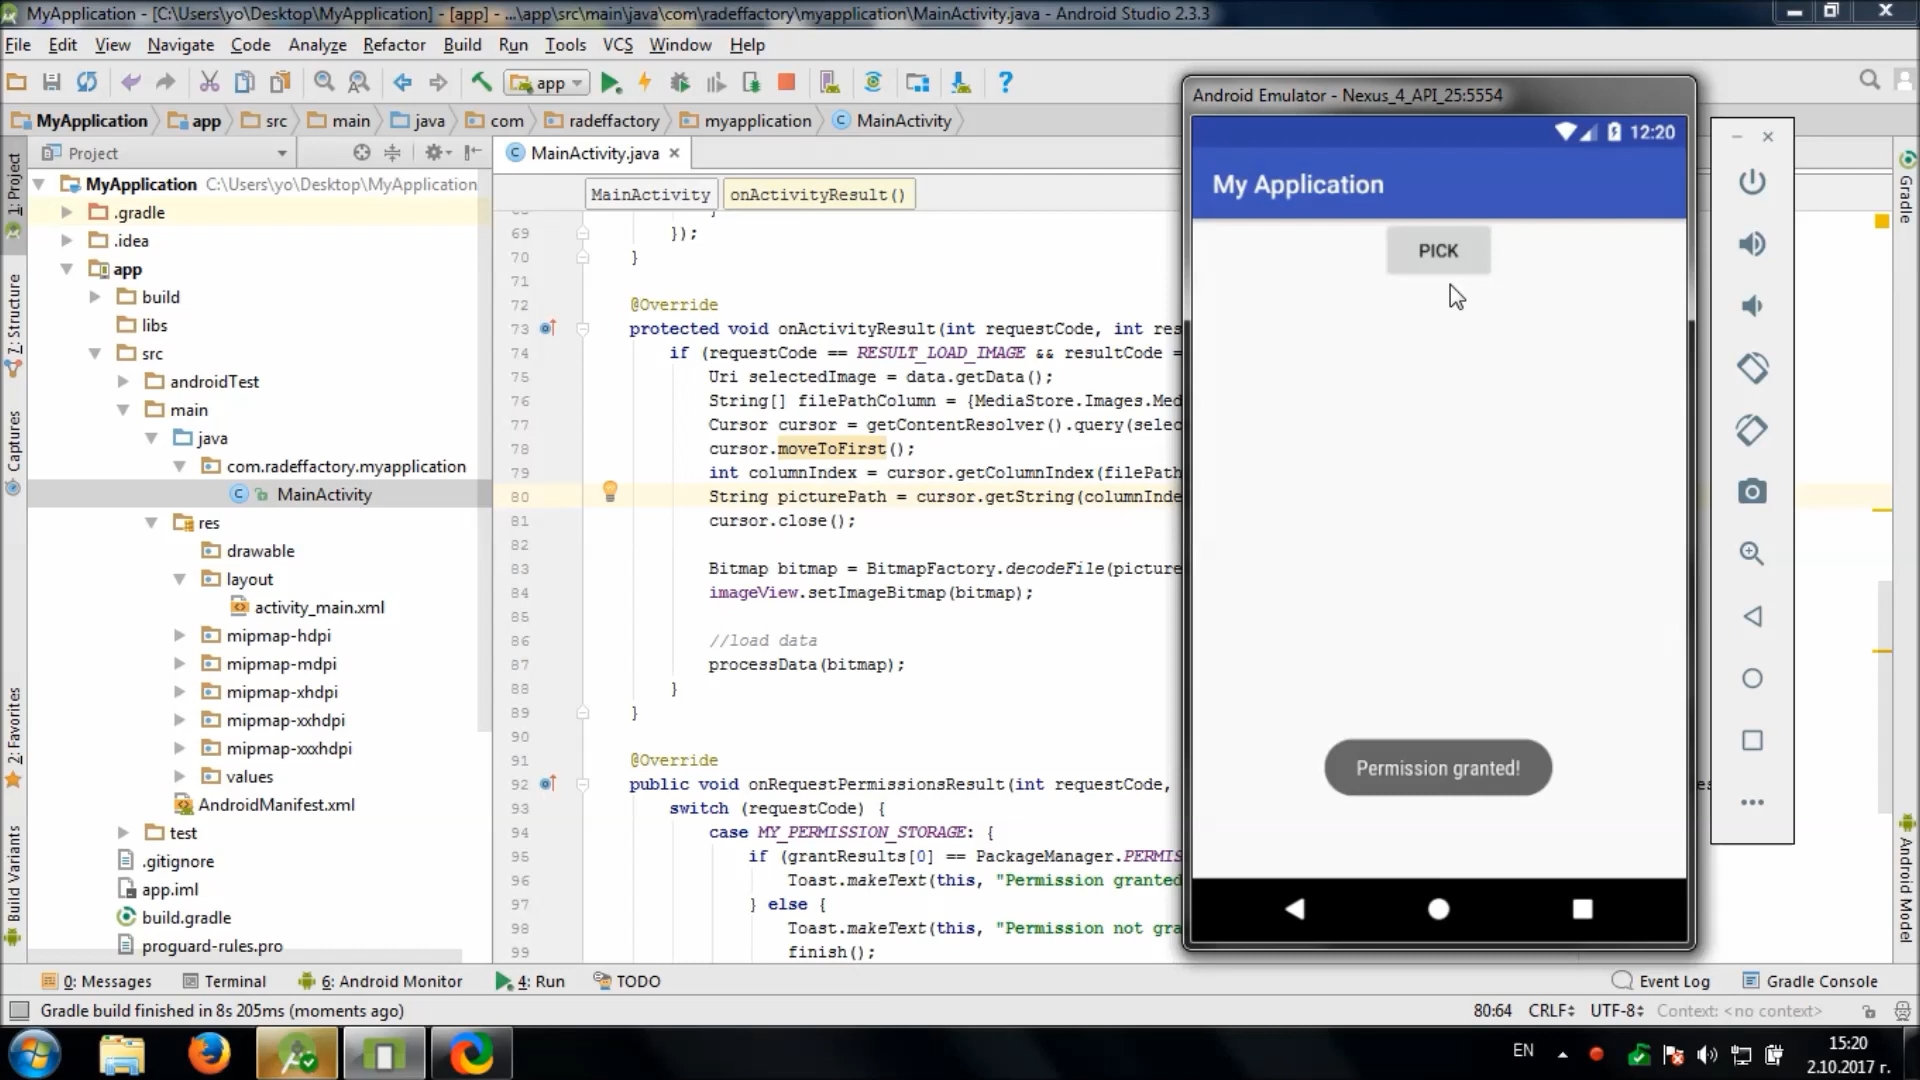 MyApplication - [C:\Users\yo\Desktop\MyApplication] - [app] - ...\app\src\main\java\com\radeffactory\myapplication\MainActivity.java - Android Studio 2.3.3
File Edit View Navigate Code Analyze Refactor Build Run Tools VCS Window Help
app
MyApplication app src main java com radeffactory myapplication MainActivity
Project
MainActivity.java
MainActivity onActivityResult()
1: Project
7: Structure
Captures
2: Favorites
Build Variants
MyApplication C:\Users\yo\Desktop\MyApplication
.gradle
.idea
app
build
libs
src
androidTest
main
java
com.radeffactory.myapplication
MainActivity
res
drawable
layout
activity_main.xml
mipmap-hdpi
mipmap-mdpi
mipmap-xhdpi
mipmap-xxhdpi
mipmap-xxxhdpi
values
AndroidManifest.xml
test
.gitignore
app.iml
build.gradle
proguard-rules.pro
69 });
70 }
71
72 @Override
73 protected void onActivityResult(int requestCode, int res
74 if (requestCode == RESULT_LOAD_IMAGE && resultCode =
75 Uri selectedImage = data.getData();
76 String[] filePathColumn = {MediaStore.Images.Med
77 Cursor cursor = getContentResolver().query(selec
78 cursor.moveToFirst();
79 int columnIndex = cursor.getColumnIndex(filePath
80 String picturePath = cursor.getString(columnInde
81 cursor.close();
82
83 Bitmap bitmap = BitmapFactory.decodeFile(picture
84 imageView.setImageBitmap(bitmap);
85
86 //load data
87 processData(bitmap);
88 }
89 }
90
91 @Override
92 public void onRequestPermissionsResult(int requestCode,
93 switch (requestCode) {
94 case MY_PERMISSION_STORAGE: {
95 if (grantResults[0] == PackageManager.PERMIS
96 Toast.makeText(this, "Permission granted
97 } else {
98 Toast.makeText(this, "Permission not gra
99 finish();
Android Emulator - Nexus_4_API_25:5554
12:20
My Application
PICK
Permission granted!
Gradle
Android Model
0: Messages Terminal 6: Android Monitor 4: Run TODO Event Log Gradle Console
Gradle build finished in 8s 205ms (moments ago) 80:64 CRLF UTF-8 Context: <no context>
EN
15:20
2.10.2017 г.